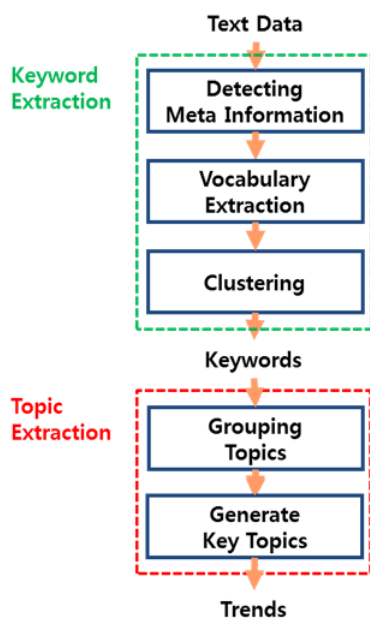 Text Data
Keyword
Extraction
Detecting
Meta Information
Vocabulary
Extraction
Clustering
Keywords
Topic
Extraction
Grouping
Topics
Generate
Key Topics
Trends